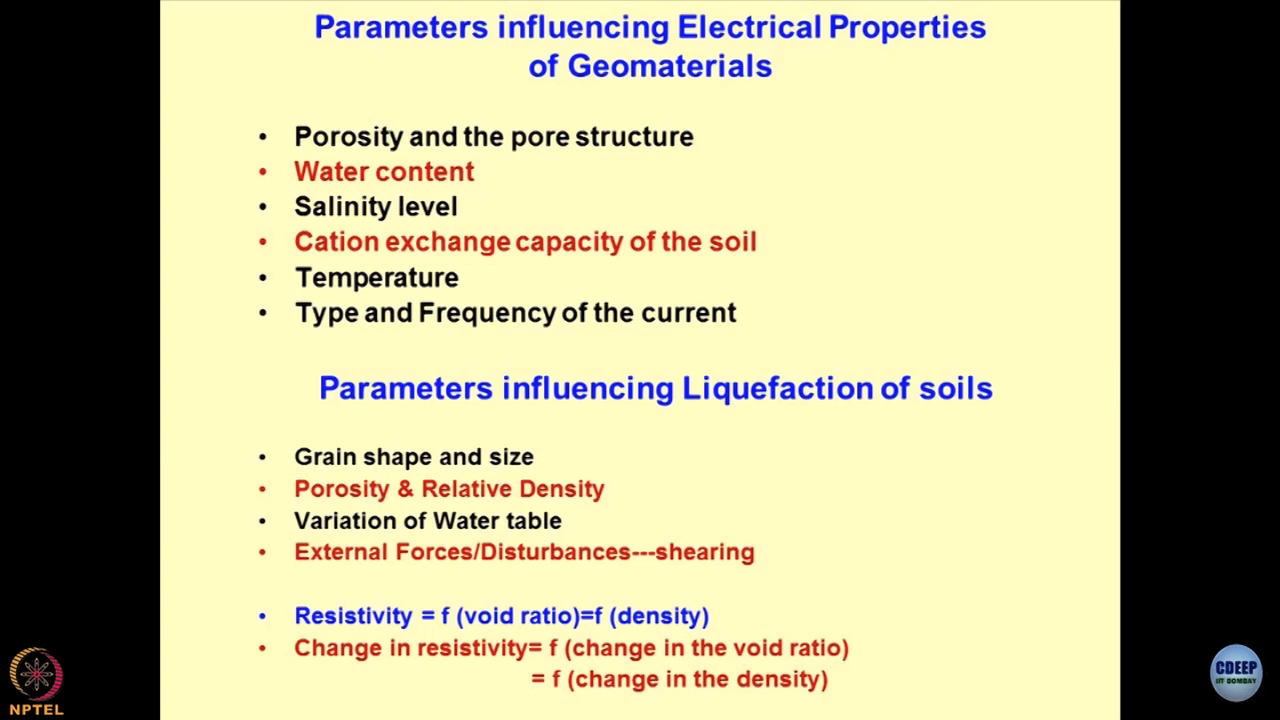 Parameters influencing Electrical Properties
of Geomaterials
• Porosity and the pore structure
• Water content
• Salinity level
• Cation exchange capacity of the soil
• Temperature
• Type and Frequency of the current
Parameters influencing Liquefaction of soils
• Grain shape and size
• Porosity & Relative Density
• Variation of Water table
• External Forces/Disturbances---shearing
• Resistivity = f (void ratio)=f (density)
• Change in resistivity= f (change in the void ratio)
= f (change in the density)
NPTEL
CDEEP
IIT BOMBAY